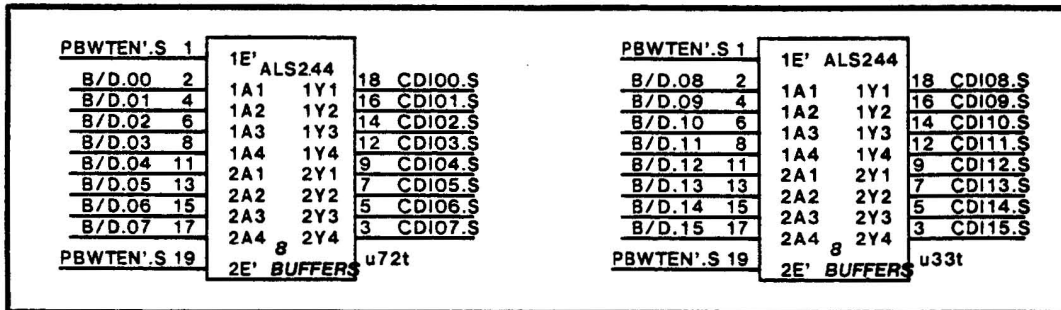 PBWTEN'.S 1 1E' ALS244
B/D.00 2 1A1 1Y1 18 CDI00.S
B/D.01 4 1A2 1Y2 16 CDI01.S
B/D.02 6 1A3 1Y3 14 CDI02.S
B/D.03 8 1A4 1Y4 12 CDI03.S
B/D.04 11 2A1 2Y1 9 CDI04.S
B/D.05 13 2A2 2Y2 7 CDI05.S
B/D.06 15 2A3 2Y3 5 CDI06.S
B/D.07 17 2A4 2Y4 3 CDI07.S
8
PBWTEN'.S 19 2E' BUFFERS u72t
PBWTEN'.S 1 1E' ALS244
B/D.08 2 1A1 1Y1 18 CDI08.S
B/D.09 4 1A2 1Y2 16 CDI09.S
B/D.10 6 1A3 1Y3 14 CDI10.S
B/D.11 8 1A4 1Y4 12 CDI11.S
B/D.12 11 2A1 2Y1 9 CDI12.S
B/D.13 13 2A2 2Y2 7 CDI13.S
B/D.14 15 2A3 2Y3 5 CDI14.S
B/D.15 17 2A4 2Y4 3 CDI15.S
8
PBWTEN'.S 19 2E' BUFFERS u33t